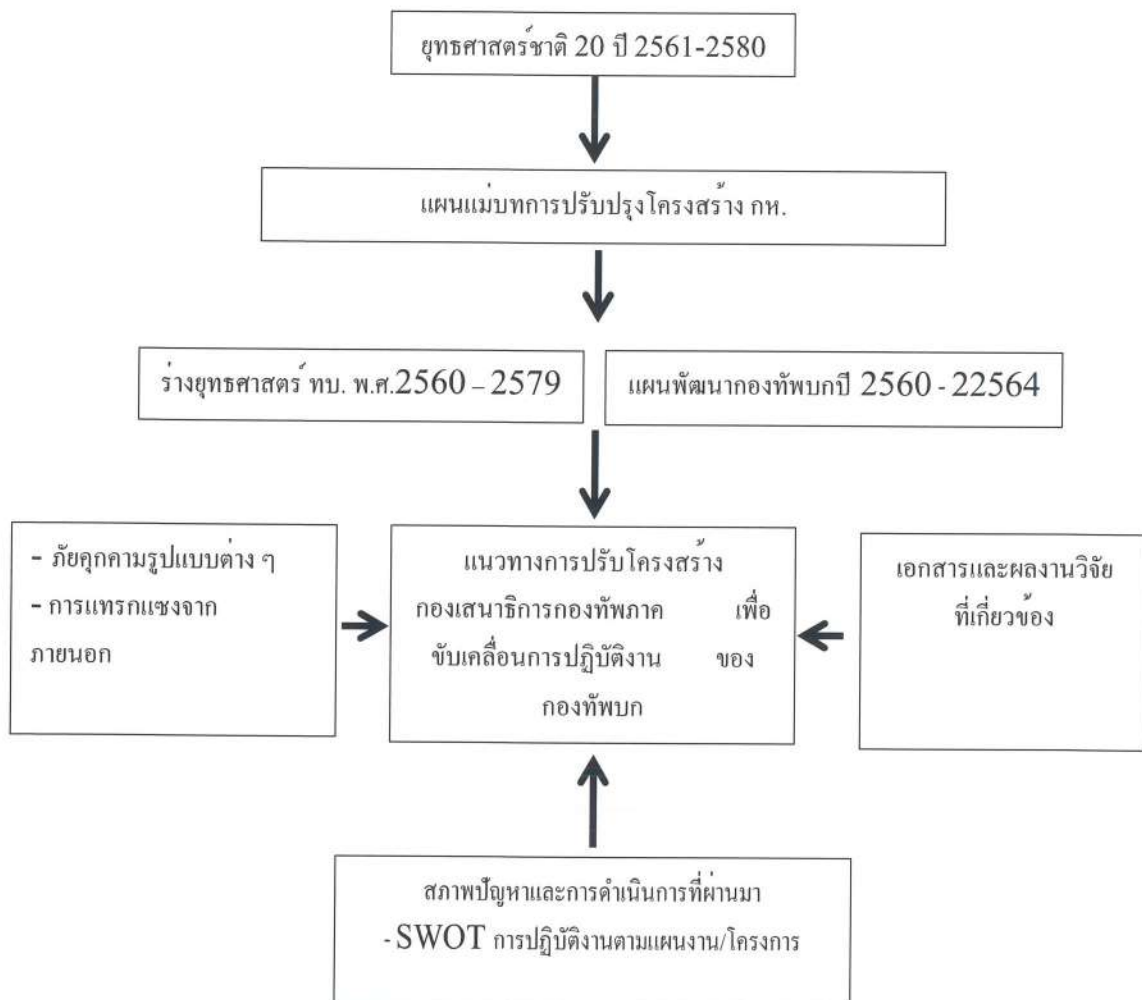 ยุทธศาสตร์ชาติ 20 ปี 2561-2580
แผนแม่บทการปรับปรุงโครงสร้าง กห.
ร่างยุทธศาสตร์ ทบ. พ.ศ.2560 – 2579
แผนพัฒนากองทัพบกปี 2560 - 22564
- ภัยคุกคามรูปแบบต่าง ๆ
- การแทรกแซงจาก
ภายนอก
แนวทางการปรับโครงสร้าง
กองเสนาธิการกองทัพภาค เพื่อ
ขับเคลื่อนการปฏิบัติงาน ของ
กองทัพบก
เอกสารและผลงานวิจัย
ที่เกี่ยวข้อง
สภาพปัญหาและการดำเนินการที่ผ่านมา
- SWOT การปฏิบัติงานตามแผนงาน/โครงการ